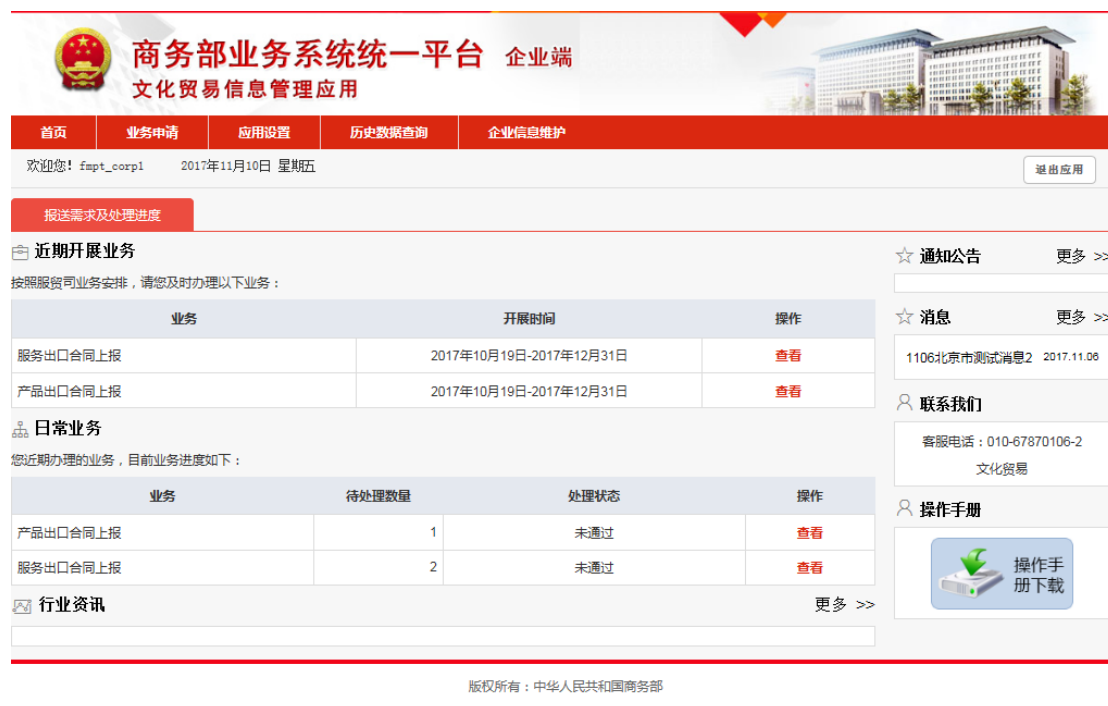 商务部业务系统统一平台 企业端
文化贸易信息管理应用
首页 业务申请 应用设置 历史数据查询 企业信息维护
欢迎您! fmpt_corp1 2017年11月10日 星期五 退出应用
报送需求及处理进度
近期开展业务
按照服贸司业务安排，请您及时办理以下业务：
业务 开展时间 操作
服务出口合同上报 2017年10月19日-2017年12月31日 查看
产品出口合同上报 2017年10月19日-2017年12月31日 查看
日常业务
您近期办理的业务，目前业务进度如下：
业务 待处理数量 处理状态 操作
产品出口合同上报 1 未通过 查看
服务出口合同上报 2 未通过 查看
行业资讯 更多 >>
通知公告 更多 >>
消息 更多 >>
1106北京市测试消息2 2017.11.06
联系我们
客服电话：010-67870106-2
文化贸易
操作手册
操作手
册下载
版权所有：中华人民共和国商务部